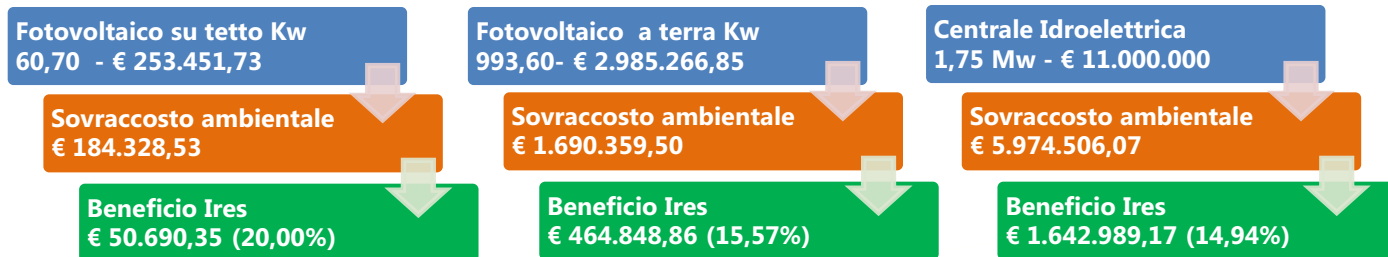 Fotovoltaico su tetto Kw
60,70 - € 253.451,73
Sovraccosto ambientale
€ 184.328,53
Beneficio Ires
€ 50.690,35 (20,00%)
Fotovoltaico a terra Kw
993,60- € 2.985.266,85
Sovraccosto ambientale
€ 1.690.359,50
Beneficio Ires
€ 464.848,86 (15,57%)
Centrale Idroelettrica
1,75 Mw - € 11.000.000
Sovraccosto ambientale
€ 5.974.506,07
Beneficio Ires
€ 1.642.989,17 (14,94%)